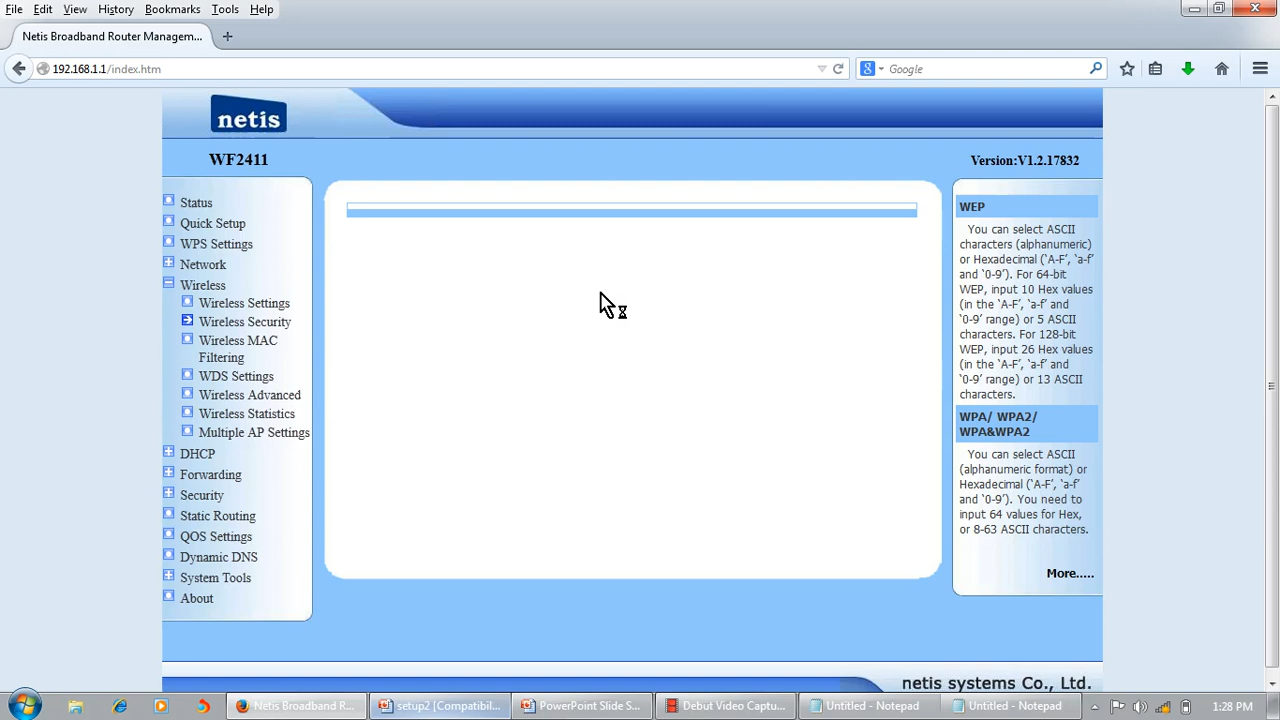 File Edit View History Bookmarks Tools Help
Netis Broadband Router Managem...
192.168.1.1/index.htm
Google
netis
WF2411
Version:V1.2.17832
Status
Quick Setup
WPS Settings
Network
Wireless
Wireless Settings
Wireless Security
Wireless MAC
Filtering
WDS Settings
Wireless Advanced
Wireless Statistics
Multiple AP Settings
DHCP
Forwarding
Security
Static Routing
QOS Settings
Dynamic DNS
System Tools
About
WEP
You can select ASCII
characters (alphanumeric)
or Hexadecimal (‘A-F’, ‘a-f’
and ‘0-9’). For 64-bit
WEP, input 10 Hex values
(in the ‘A-F’, ‘a-f’ and
‘0-9’ range) or 5 ASCII
characters. For 128-bit
WEP, input 26 Hex values
(in the ‘A-F’, ‘a-f’ and
‘0-9’ range) or 13 ASCII
characters.
WPA/ WPA2/
WPA&WPA2
You can select ASCII
(alphanumeric format) or
Hexadecimal (‘A-F’, ‘a-f’
and ‘0-9’). You need to
input 64 values for Hex,
or 8-63 ASCII characters.
More.....
netis systems Co., Ltd.
Netis Broadband R...
setup2 [Compatibil...
PowerPoint Slide S...
Debut Video Captu...
Untitled - Notepad
Untitled - Notepad
1:28 PM